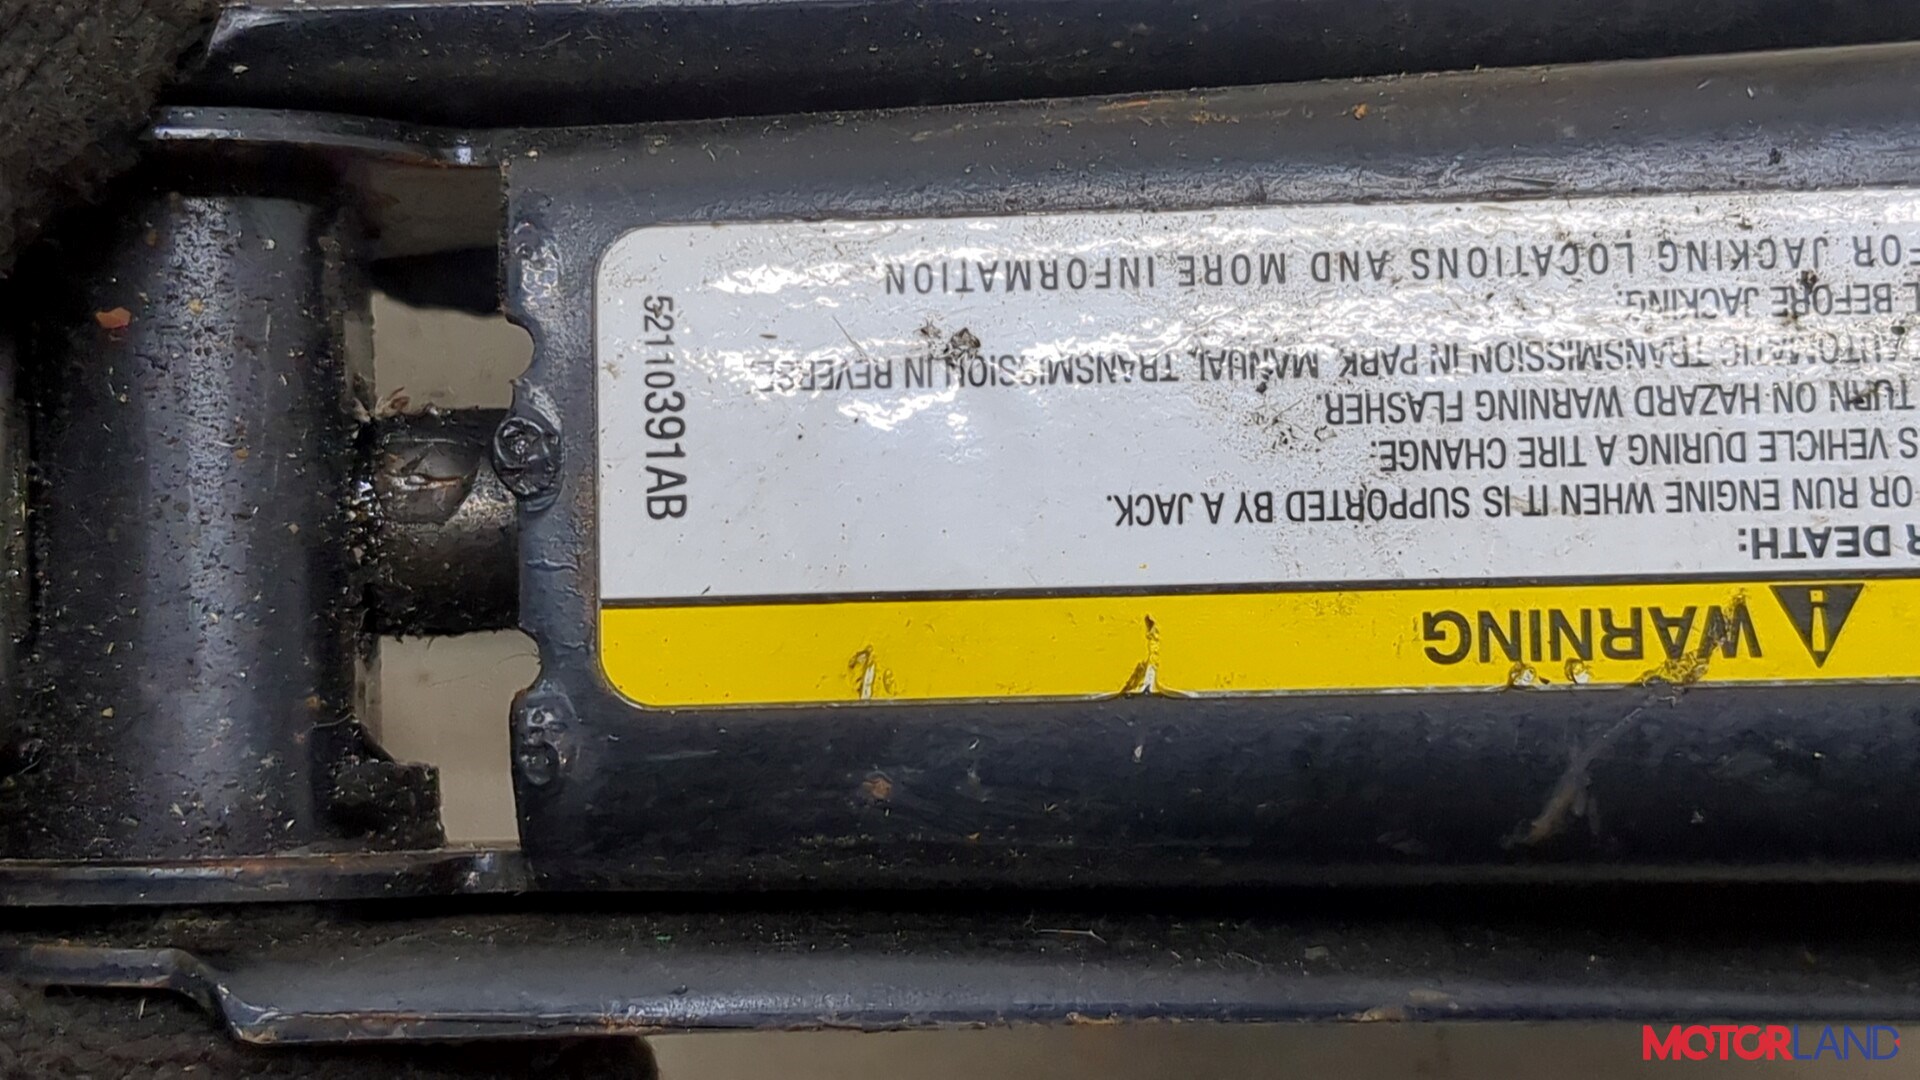 WARNING
R DEATH:
OR RUN ENGINE WHEN IT IS SUPPORTED BY A JACK.
S VEHICLE DURING A TIRE CHANGE:
TURN ON HAZARD WARNING FLASHER.
AUTOMATIC TRANSMISSION IN PARK, MANUAL TRANSMISSION IN REVERSE.
L BEFORE JACKING.
FOR JACKING LOCATIONS AND MORE INFORMATION.
52110391AB
MOTORLAND